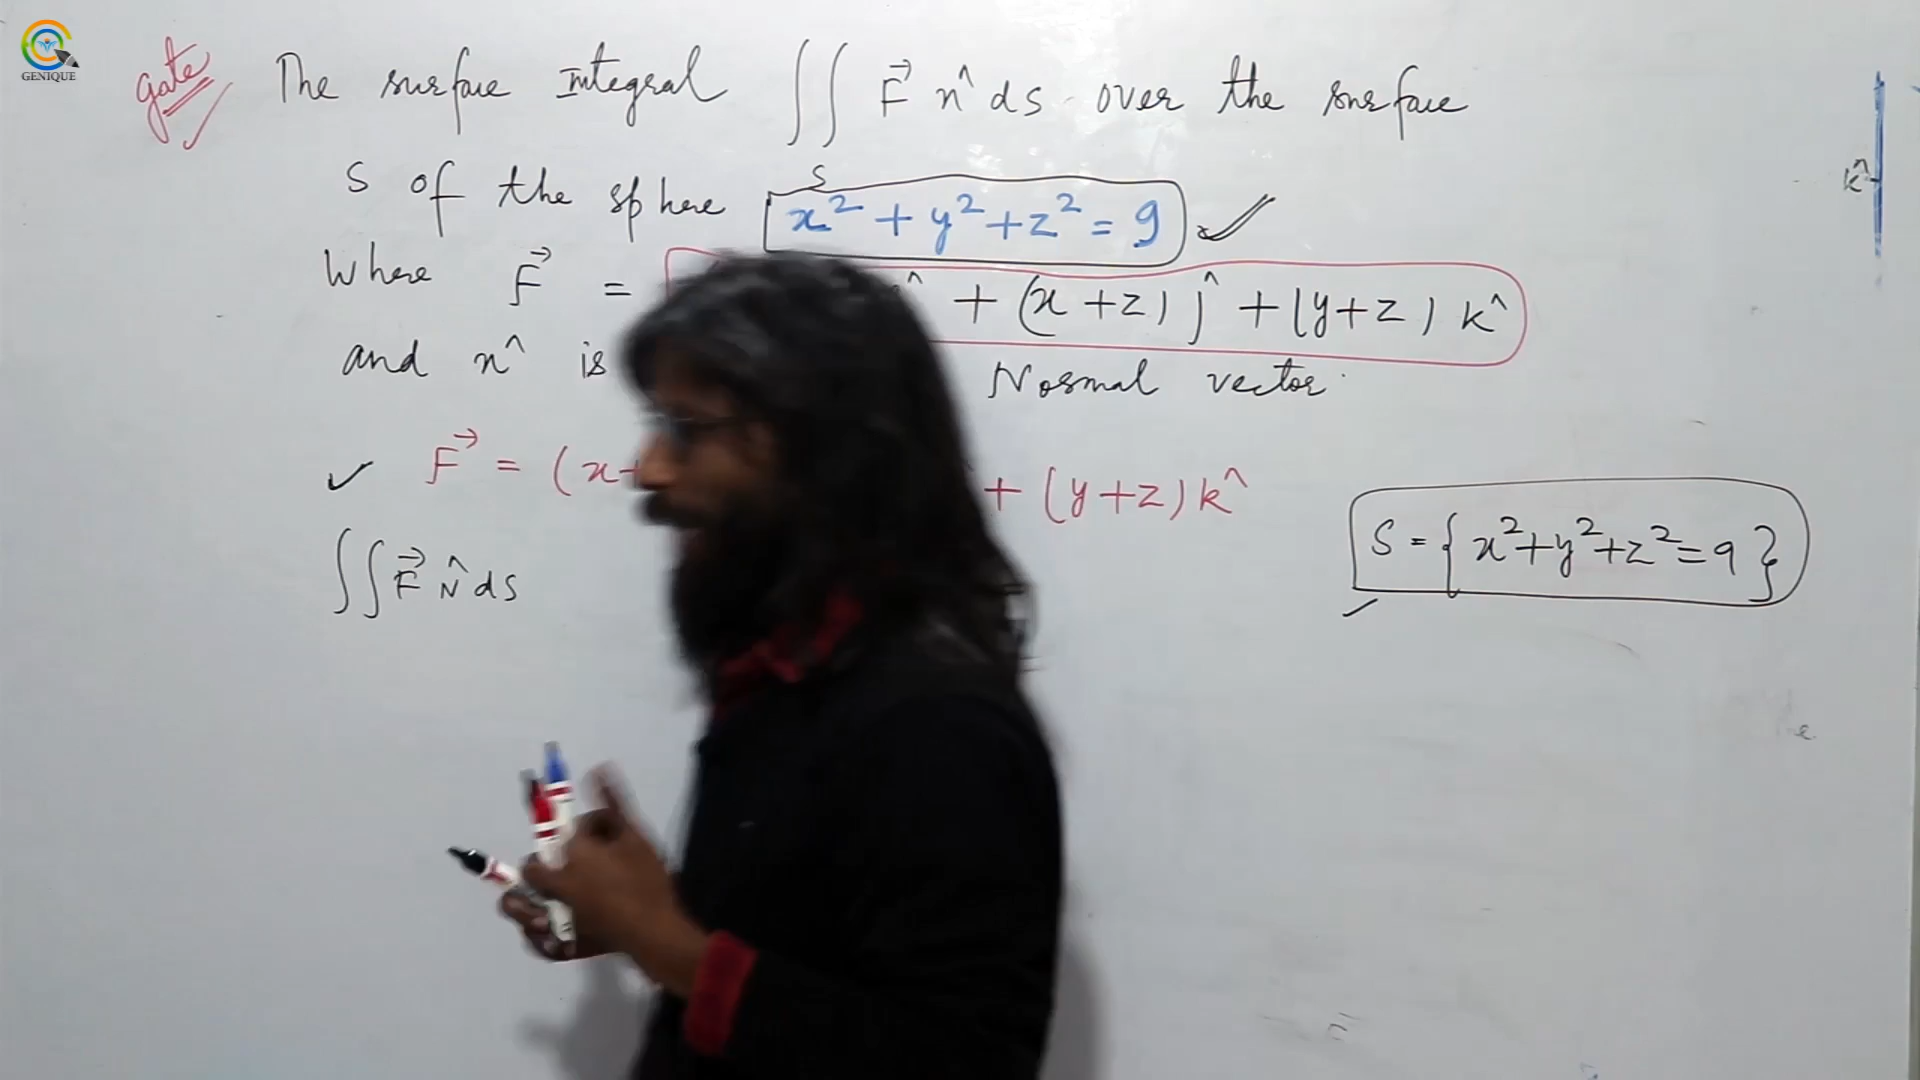 GENIQUE
Gate The surface Integral ∬ F⃗ n^ ds over the surface
S
S of the sphere x² + y² + z² = 9
k^
Where F⃗ = ^ + (x + z) j^ + (y + z) k^
and n^ is Normal vector.
F⃗ = (x+ + (y + z) k^
S = { x² + y² + z² = 9 }
∬ F⃗ N^ ds